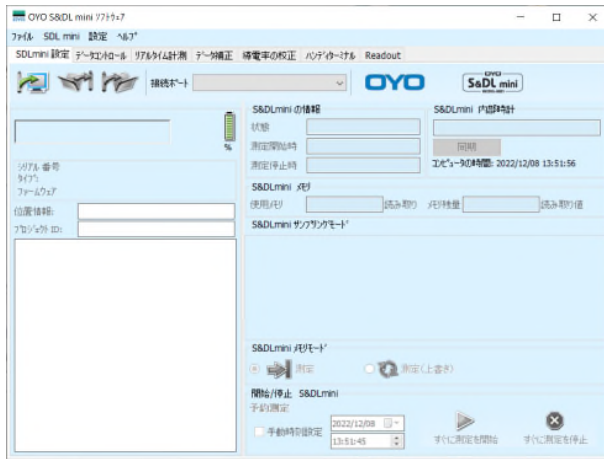 OYO S&DL mini ソフトウェア
ファイル SDL mini 設定 ヘルプ
SDLmini 設定 データコントロール リアルタイム計測 データ補正 導電率の校正 ハンディターミナル Readout
接続ポート
OYO
OYO
S&DL mini
%
シリアル番号
タイプ:
ファームウェア
位置情報:
プロジェクト ID:
S&DLminiの情報
状態
測定開始時
測定停止時
S&DLmini 内部時計
同期
コンピュータの時間: 2022/12/08 13:51:56
S&DLmini メモリ
使用メモリ 読み取り メモリ残量 読み取り値
S&DLmini サンプリングモード
S&DLmini メモリモード
測定 測定(上書き)
開始/停止 S&DLmini
予約測定
手動時刻設定
2022/12/08
13:51:45
すぐに測定を開始 すぐに測定を停止